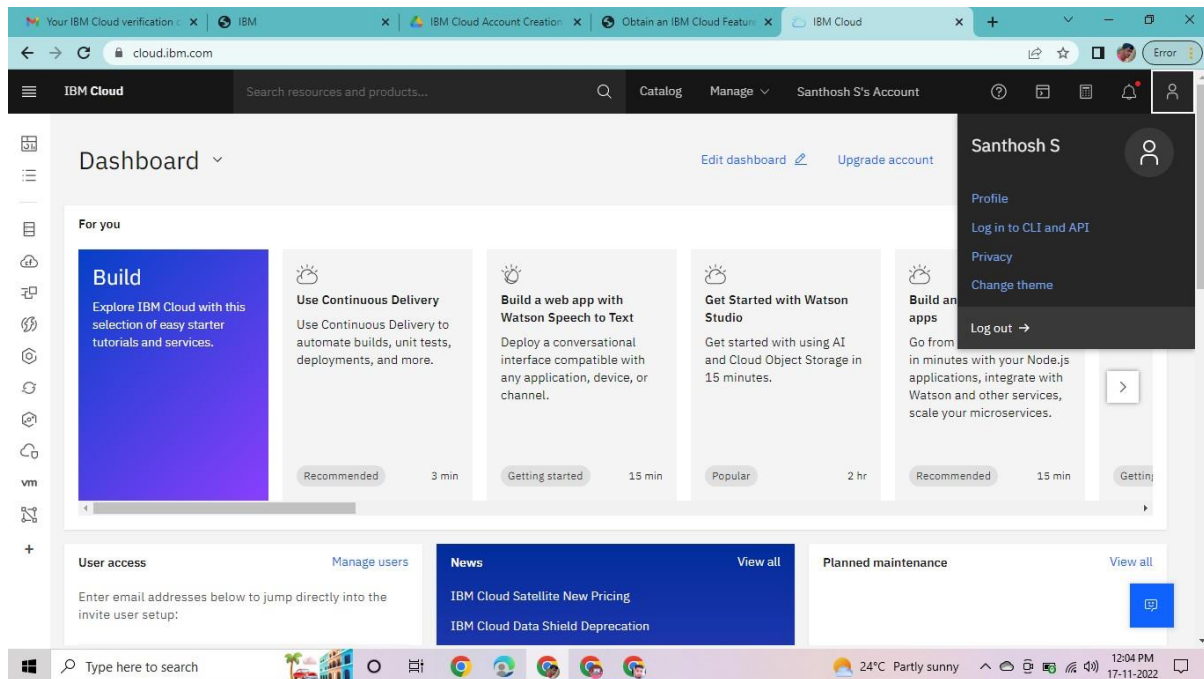 Your IBM Cloud verification c
IBM
IBM Cloud Account Creation
Obtain an IBM Cloud Feature
IBM Cloud
cloud.ibm.com
Error
IBM Cloud
Search resources and products...
Catalog
Manage
Santhosh S's Account
Dashboard
Edit dashboard
Upgrade account
Santhosh S
Profile
Log in to CLI and API
Privacy
Change theme
Log out →
For you
Build
Explore IBM Cloud with this
selection of easy starter
tutorials and services.
Use Continuous Delivery
Use Continuous Delivery to
automate builds, unit tests,
deployments, and more.
Recommended
3 min
Build a web app with
Watson Speech to Text
Deploy a conversational
interface compatible with
any application, device, or
channel.
Getting started
15 min
Get Started with Watson
Studio
Get started with using AI
and Cloud Object Storage in
15 minutes.
Popular
2 hr
Build an
apps
Go from
in minutes with your Node.js
applications, integrate with
Watson and other services,
scale your microservices.
Recommended
15 min
Getting
vm
User access
Manage users
Enter email addresses below to jump directly into the
invite user setup:
News
View all
IBM Cloud Satellite New Pricing
IBM Cloud Data Shield Deprecation
Planned maintenance
View all
Type here to search
24°C Partly sunny
12:04 PM
17-11-2022